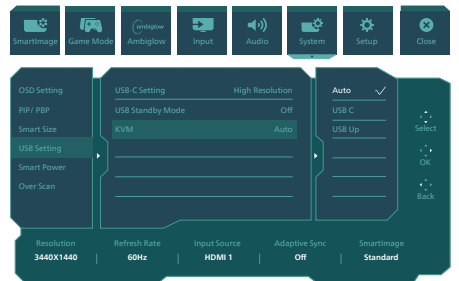 ambiglow
SmartImage Game Mode Ambiglow Input Audio System Setup Close
OSD Setting USB-C Setting High Resolution Auto
PIP/ PBP USB Standby Mode Off USB C
Smart Size KVM Auto USB Up Select
USB Setting
Smart Power OK
Over Scan Back
Resolution Refresh Rate Input Source Adaptive Sync SmartImage
3440X1440 | 60Hz | HDMI 1 | Off | Standard